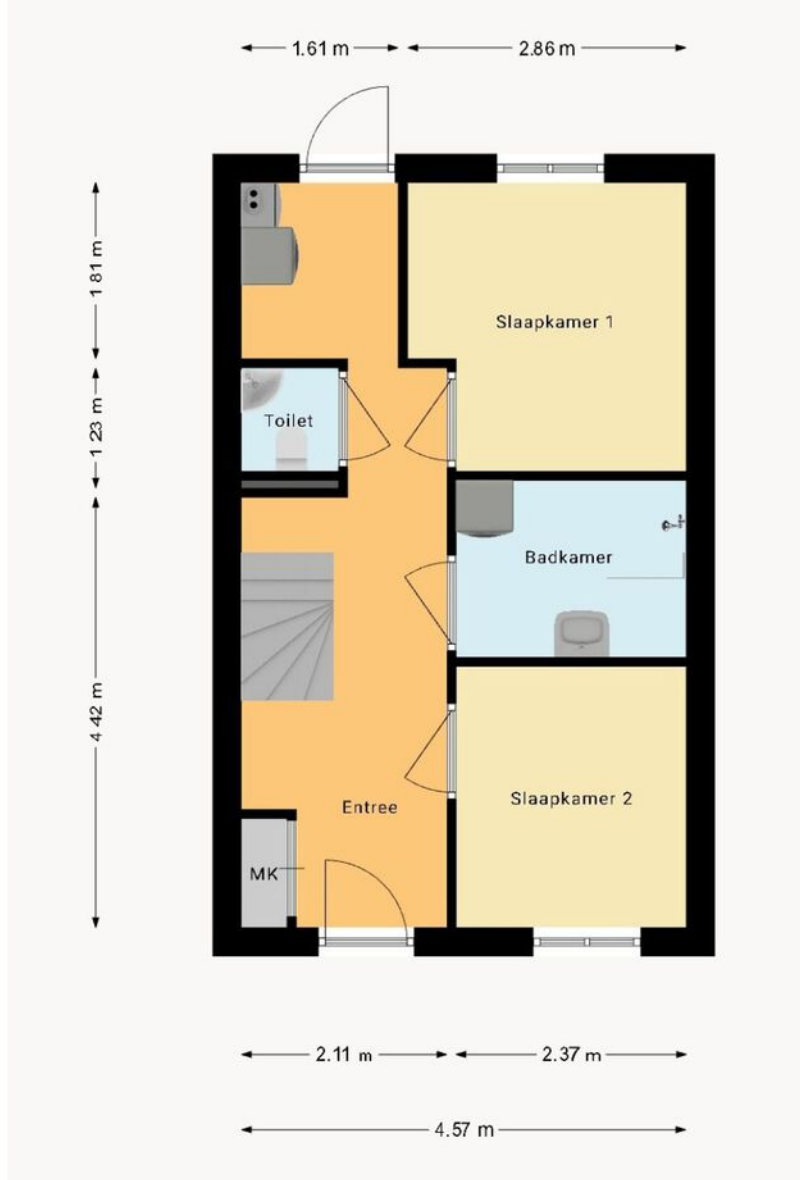 1.61 m
2.86 m
1 81 m
Slaapkamer 1
1 23 m
Toilet
Badkamer
4 42 m
Slaapkamer 2
Entree
MK
2.11 m
2.37 m
4.57 m